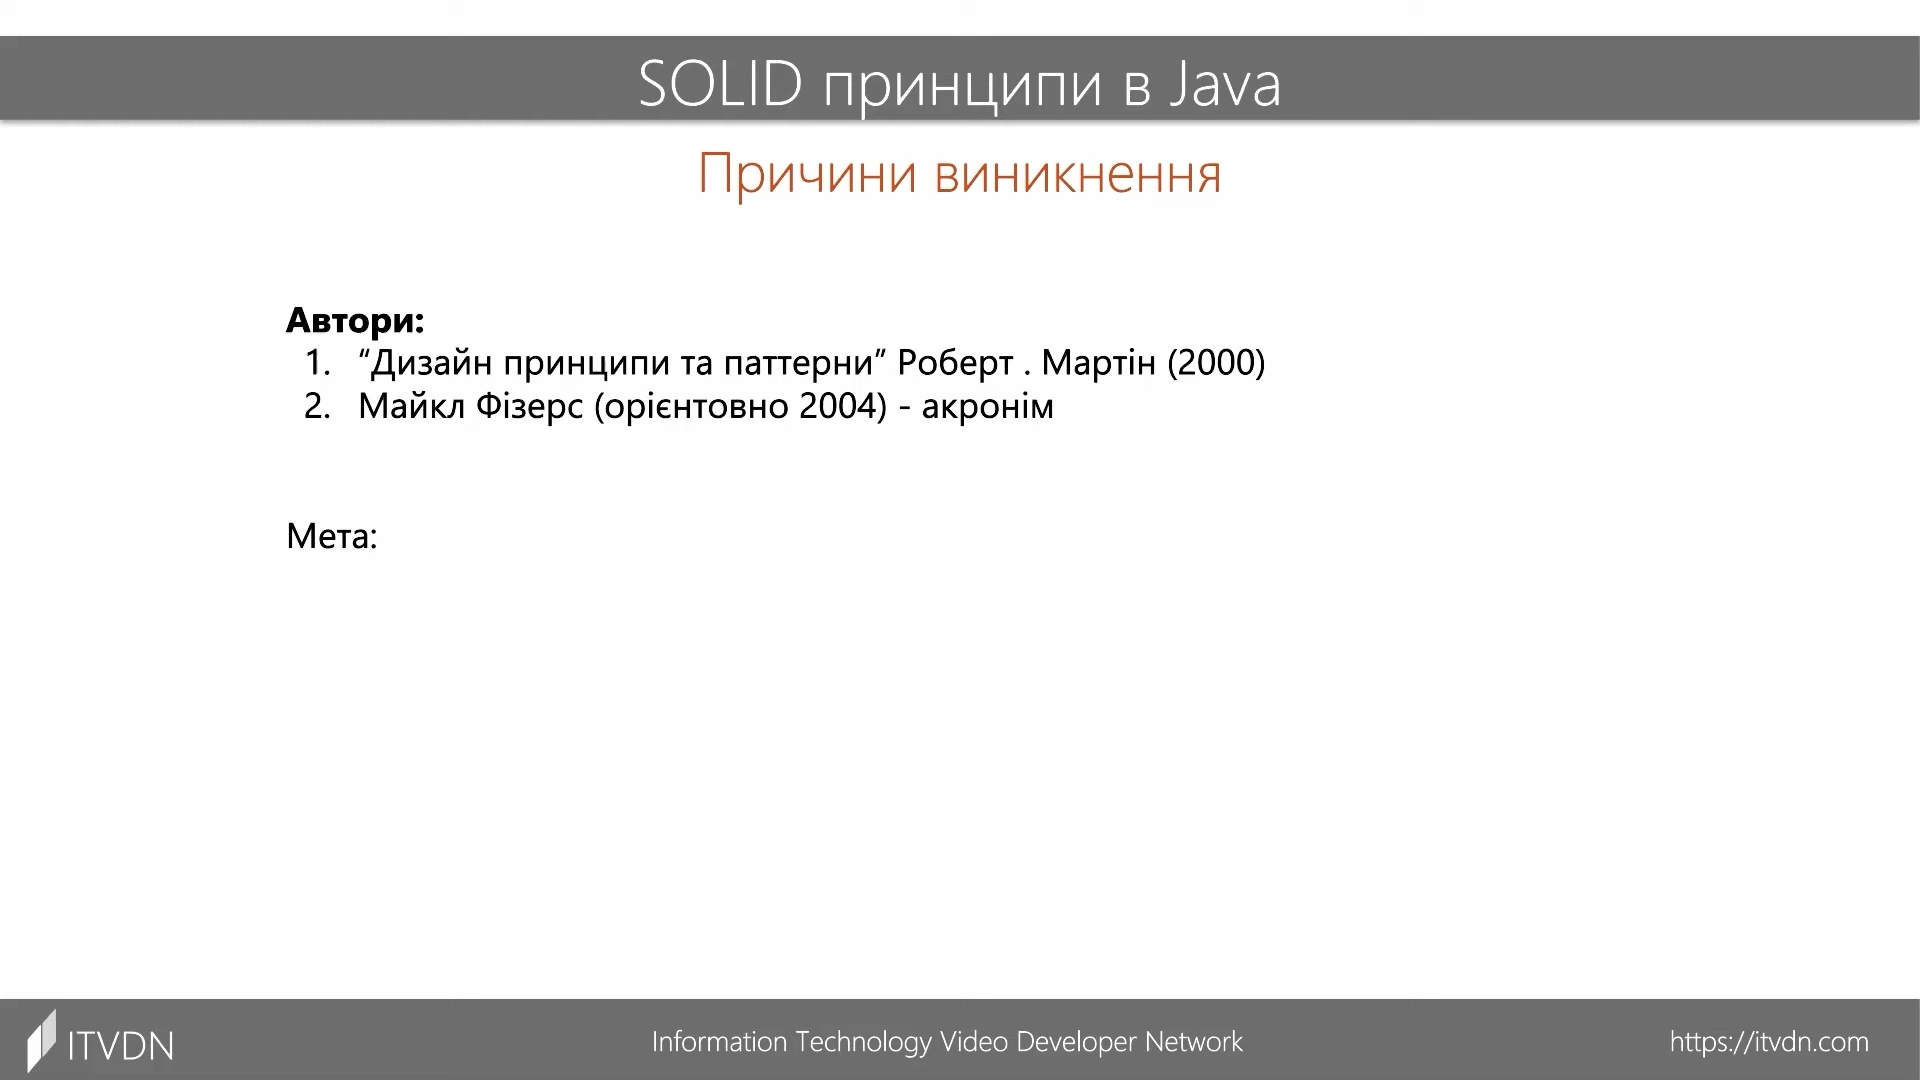 SOLID принципи в Java
Причини виникнення
Автори:
1. “Дизайн принципи та паттерни” Роберт . Мартін (2000)
2. Майкл Фізерс (орієнтовно 2004) - акронім
Мета:
ITVDN
Information Technology Video Developer Network
https://itvdn.com